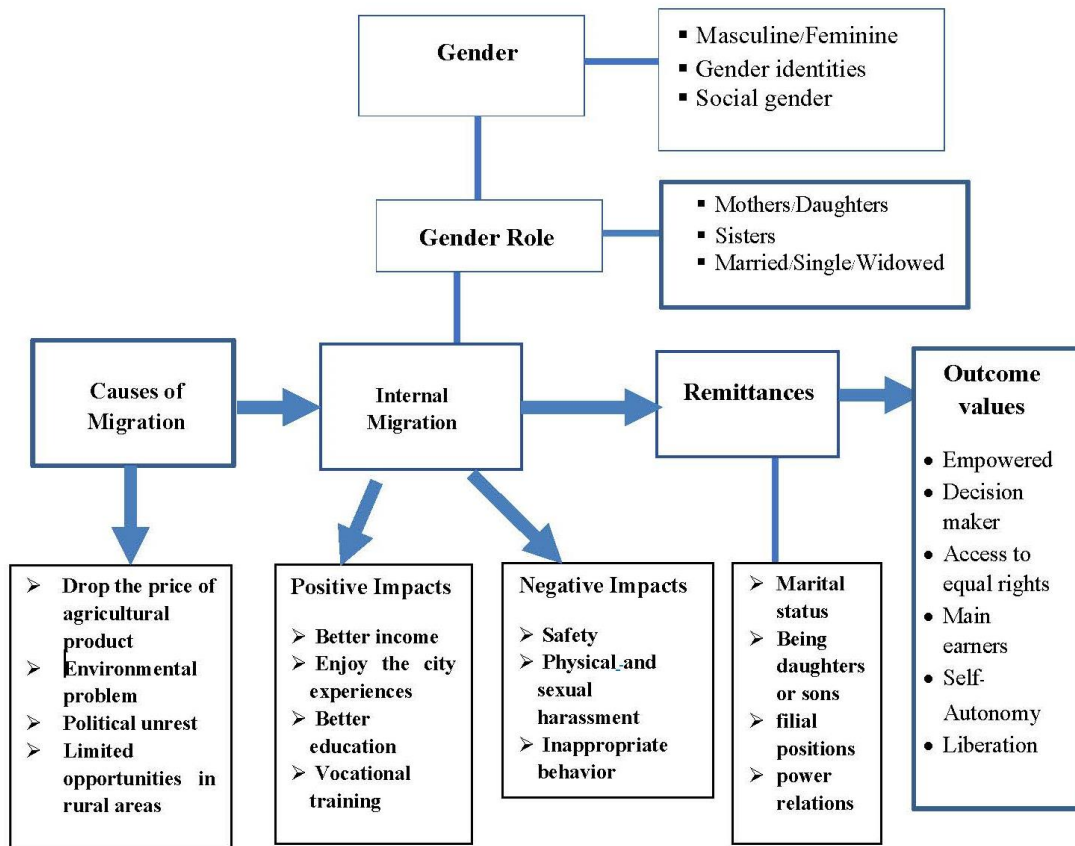 Gender
▪ Masculine/Feminine
▪ Gender identities
▪ Social gender
Gender Role
▪ Mothers/Daughters
▪ Sisters
▪ Married/Single/Widowed
Causes of
Migration
Internal
Migration
Remittances
Outcome
values
• Empowered
• Decision
maker
• Access to
equal rights
• Main
earners
• Self-
Autonomy
• Liberation
➢ Drop the price of
agricultural
product
➢ Environmental
problem
➢ Political unrest
➢ Limited
opportunities in
rural areas
Positive Impacts
➢ Better income
➢ Enjoy the city
experiences
➢ Better
education
➢ Vocational
training
Negative Impacts
➢ Safety
➢ Physical and
sexual
harassment
➢ Inappropriate
behavior
➢ Marital
status
➢ Being
daughters
or sons
➢ filial
positions
➢ power
relations